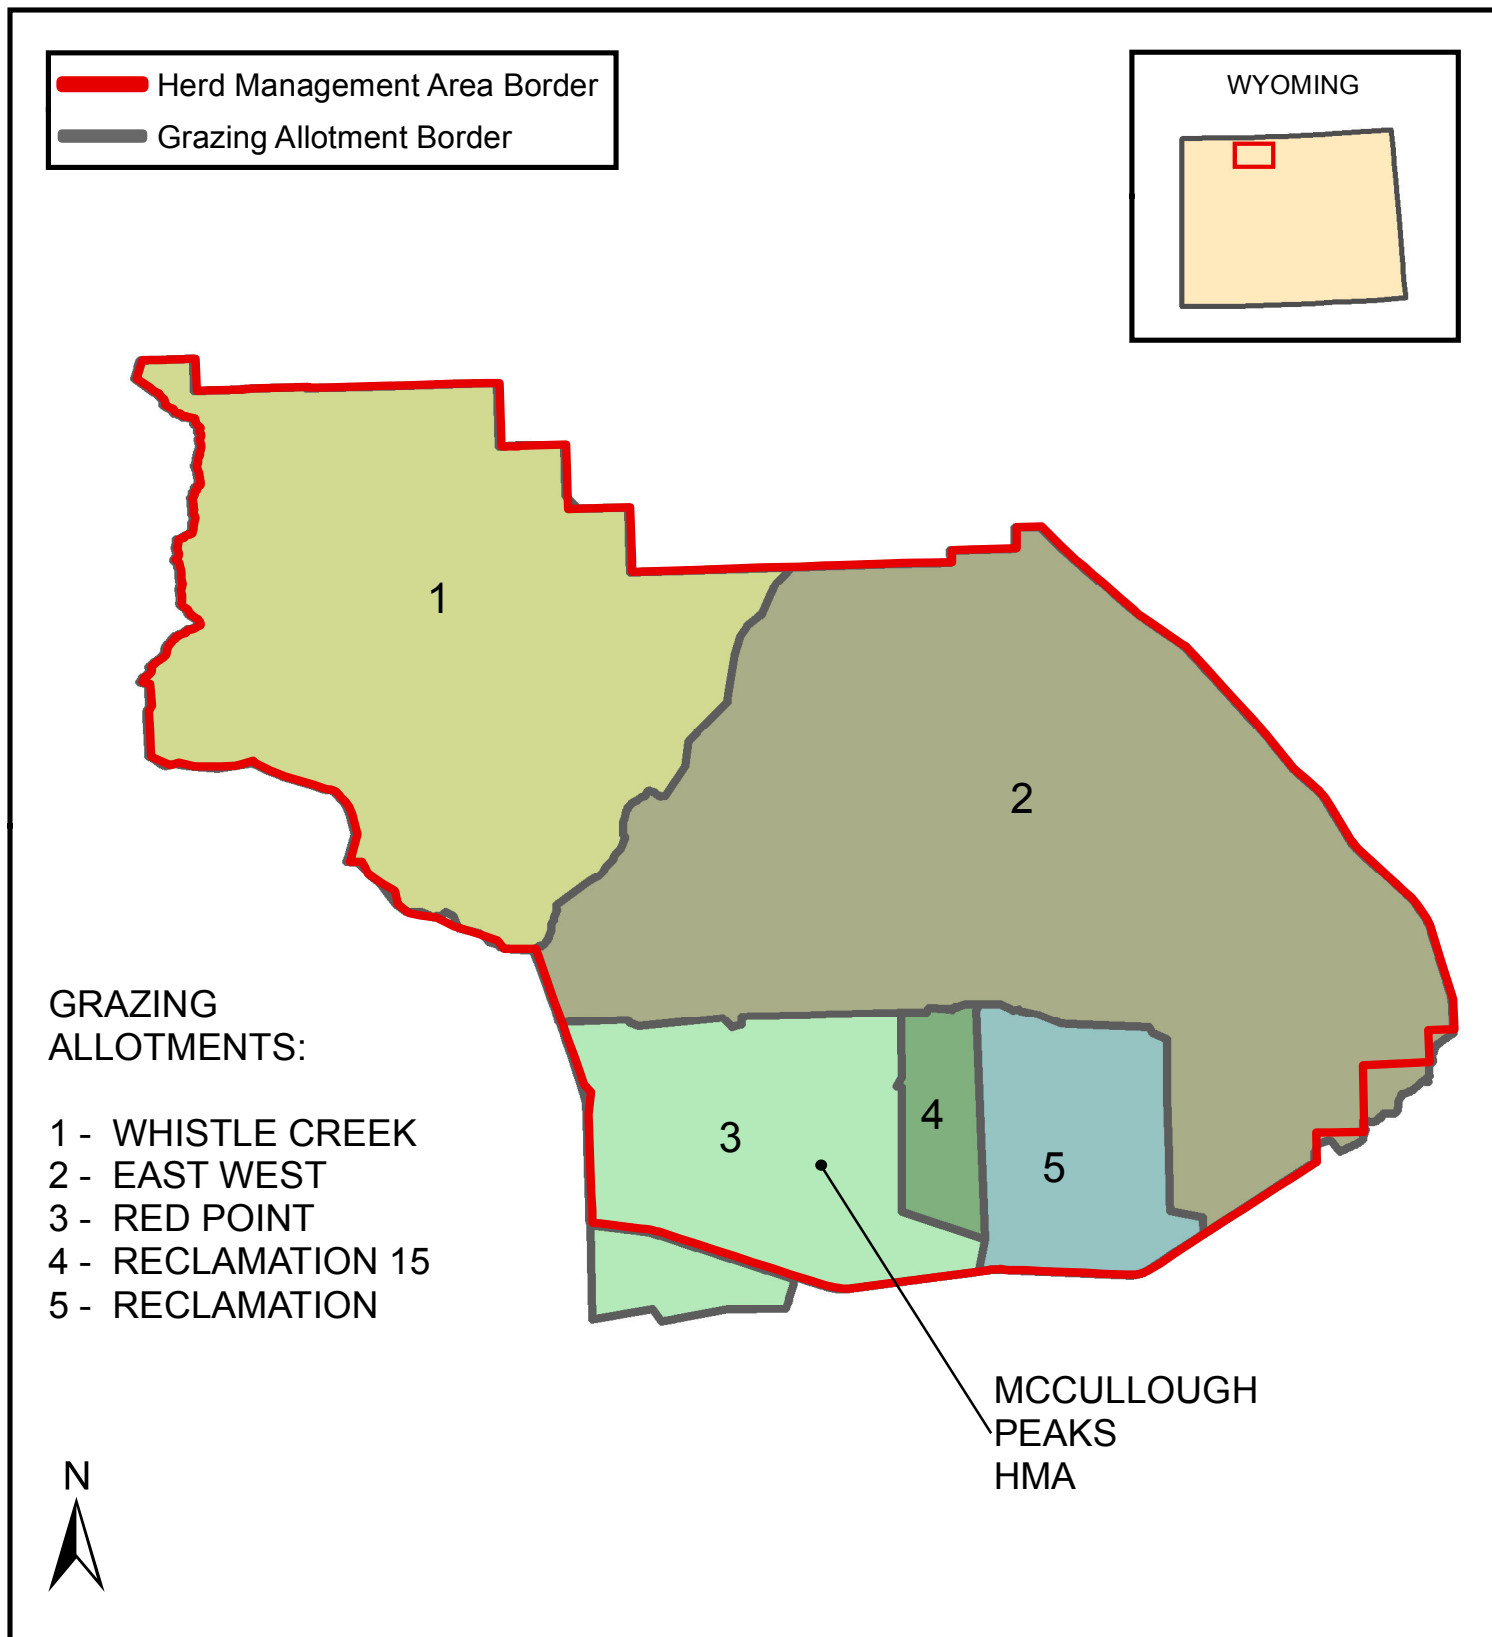 Herd Management Area Border
Grazing Allotment Border
WYOMING
1
2
3
4
5
GRAZING
ALLOTMENTS:
1 - WHISTLE CREEK
2 - EAST WEST
3 - RED POINT
4 - RECLAMATION 15
5 - RECLAMATION
MCCULLOUGH
PEAKS
HMA
N